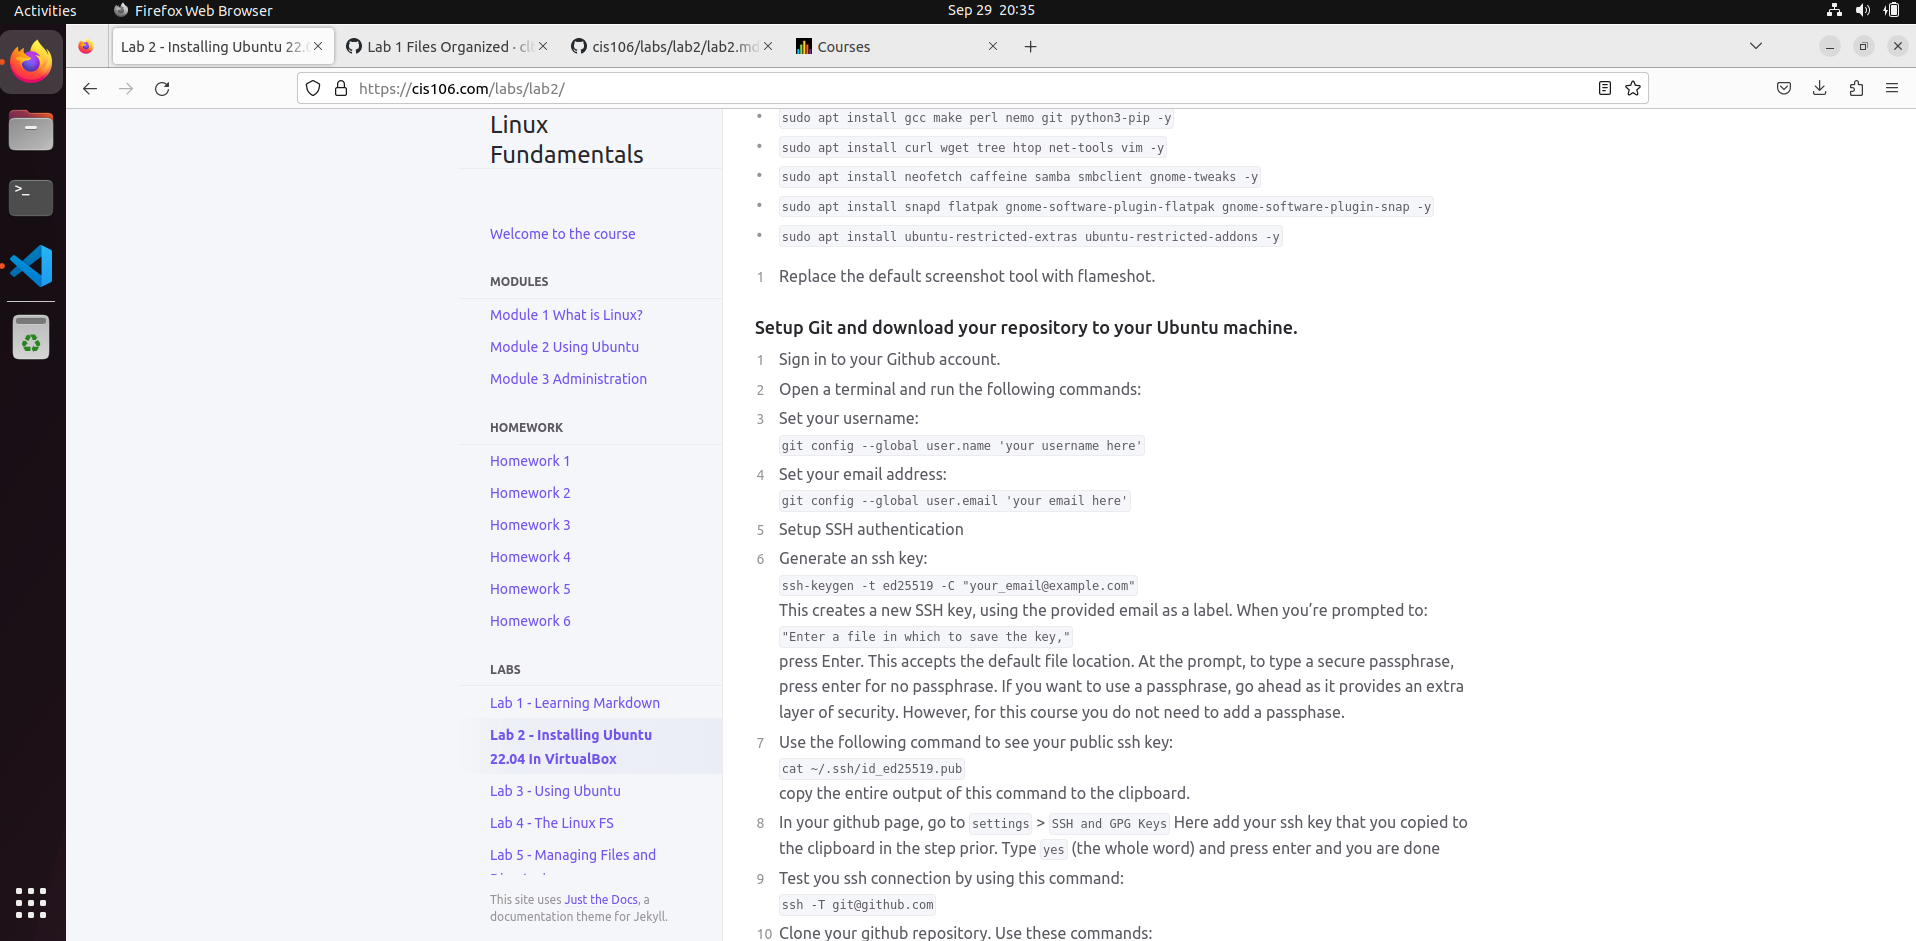 Activities
Firefox Web Browser
Sep 29 20:35
Lab 2 - Installing Ubuntu 22.0
Lab 1 Files Organized · clt
cis106/labs/lab2/lab2.md
Courses
https://cis106.com/labs/lab2/
Linux
Fundamentals
Welcome to the course
MODULES
Module 1 What is Linux?
Module 2 Using Ubuntu
Module 3 Administration
HOMEWORK
Homework 1
Homework 2
Homework 3
Homework 4
Homework 5
Homework 6
LABS
Lab 1 - Learning Markdown
Lab 2 - Installing Ubuntu
22.04 In VirtualBox
Lab 3 - Using Ubuntu
Lab 4 - The Linux FS
Lab 5 - Managing Files and
This site uses Just the Docs, a
documentation theme for Jekyll.
• sudo apt install gcc make perl nemo git python3-pip -y
• sudo apt install curl wget tree htop net-tools vim -y
• sudo apt install neofetch caffeine samba smbclient gnome-tweaks -y
• sudo apt install snapd flatpak gnome-software-plugin-flatpak gnome-software-plugin-snap -y
• sudo apt install ubuntu-restricted-extras ubuntu-restricted-addons -y
1 Replace the default screenshot tool with flameshot.
Setup Git and download your repository to your Ubuntu machine.
1 Sign in to your Github account.
2 Open a terminal and run the following commands:
3 Set your username:
git config --global user.name 'your username here'
4 Set your email address:
git config --global user.email 'your email here'
5 Setup SSH authentication
6 Generate an ssh key:
ssh-keygen -t ed25519 -C "your_email@example.com"
This creates a new SSH key, using the provided email as a label. When you’re prompted to:
"Enter a file in which to save the key,"
press Enter. This accepts the default file location. At the prompt, to type a secure passphrase,
press enter for no passphrase. If you want to use a passphrase, go ahead as it provides an extra
layer of security. However, for this course you do not need to add a passphase.
7 Use the following command to see your public ssh key:
cat ~/.ssh/id_ed25519.pub
copy the entire output of this command to the clipboard.
8 In your github page, go to settings > SSH and GPG Keys Here add your ssh key that you copied to
the clipboard in the step prior. Type yes (the whole word) and press enter and you are done
9 Test you ssh connection by using this command:
ssh -T git@github.com
10 Clone your github repository. Use these commands: